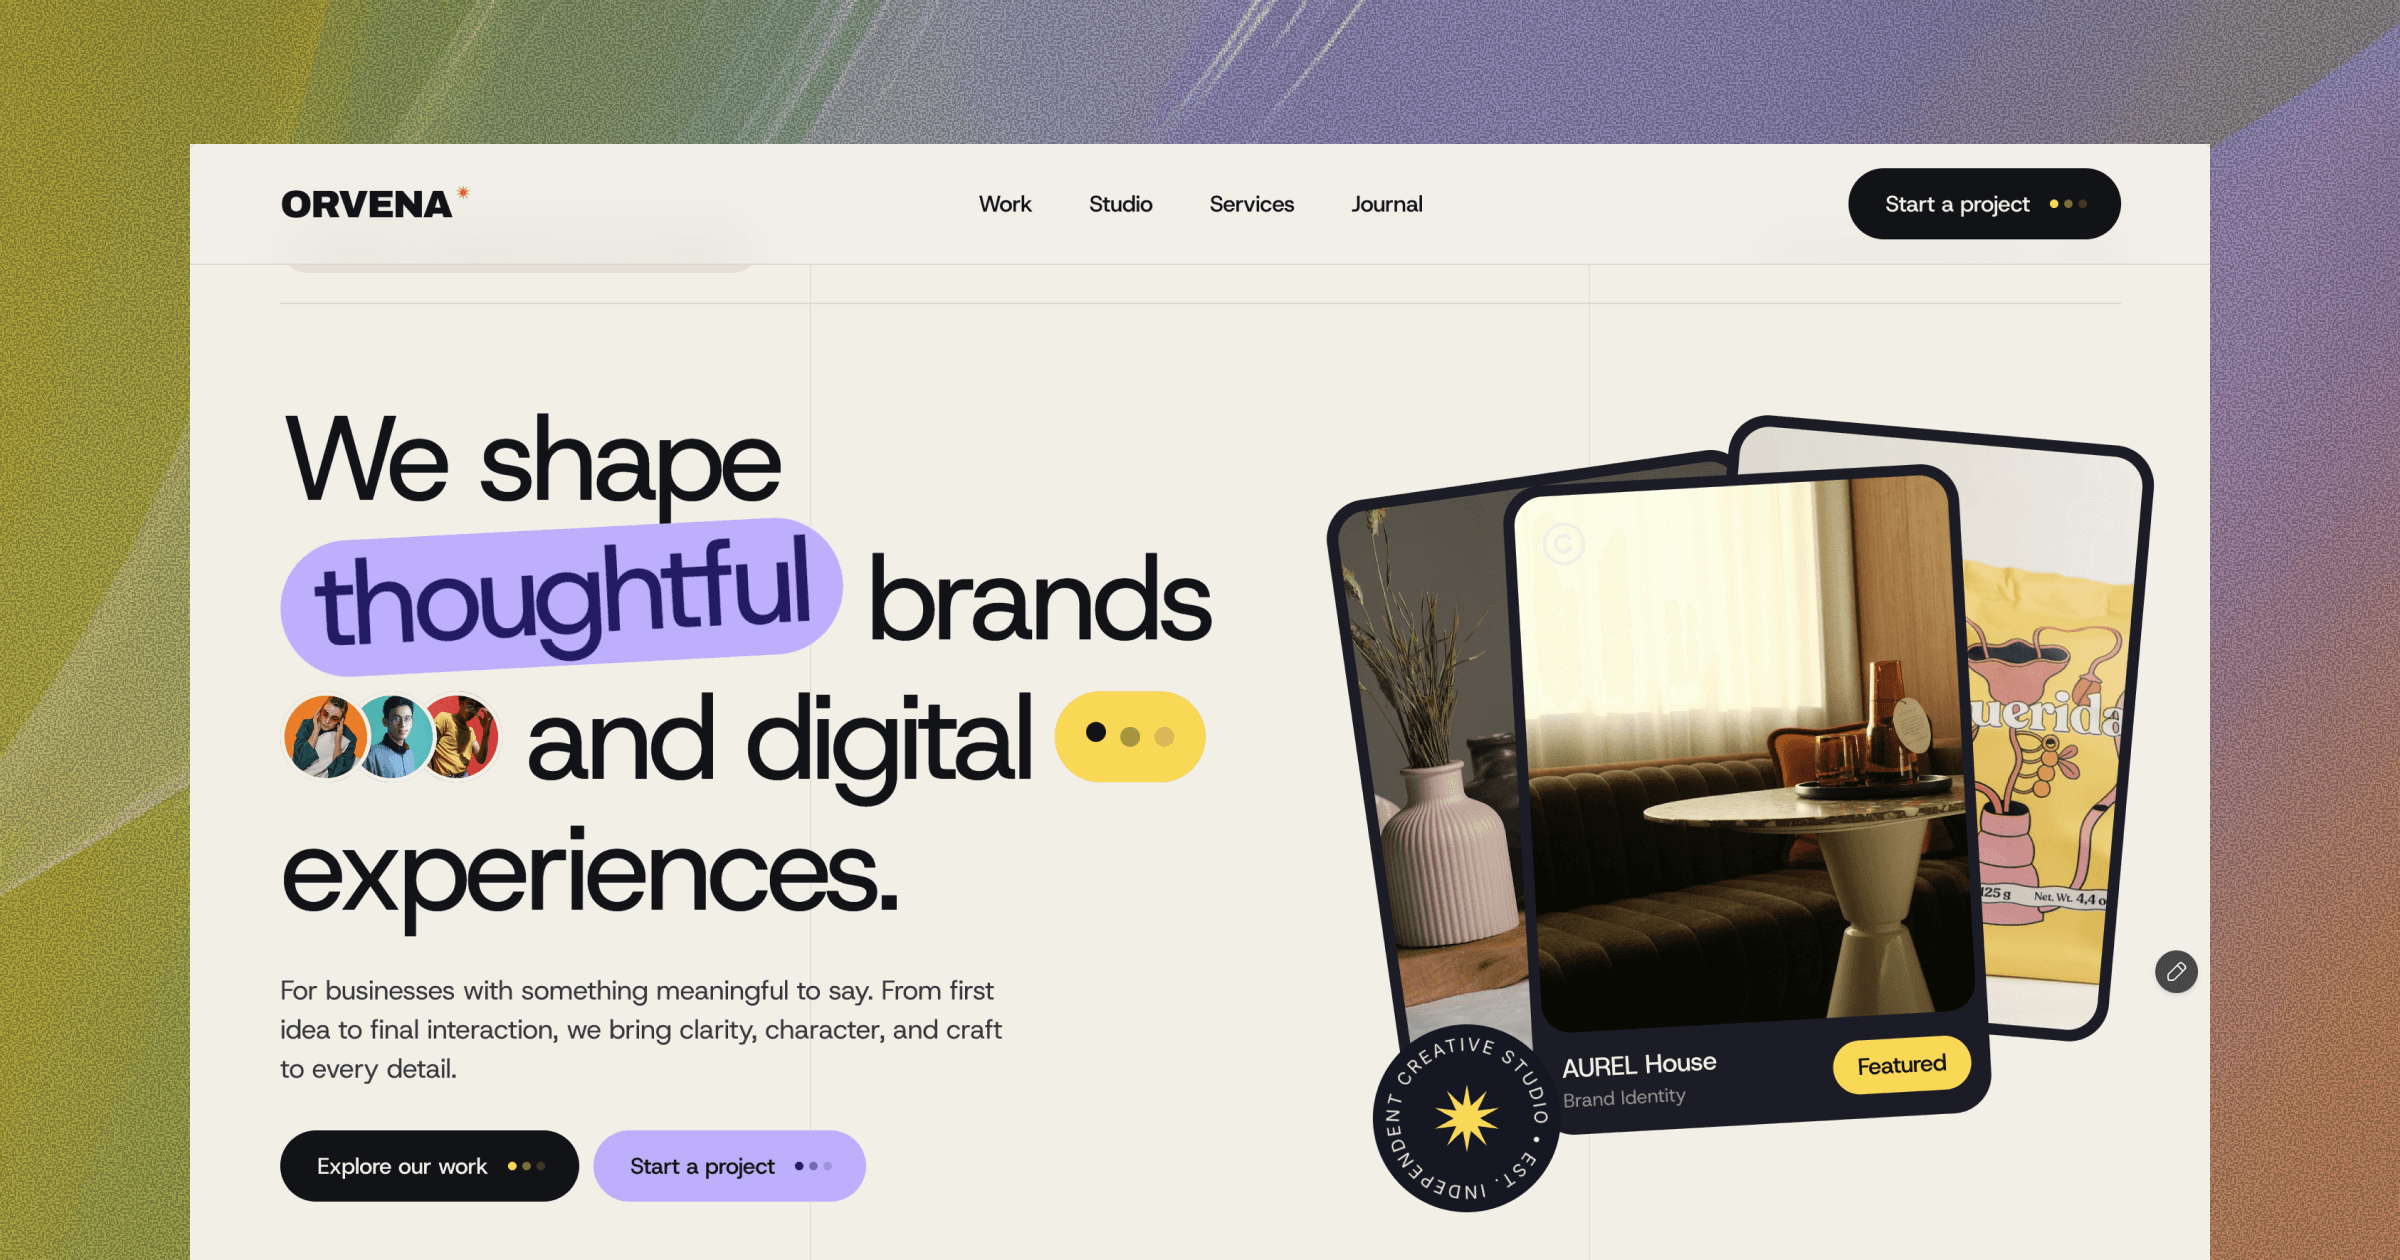 ORVENA
Work
Studio
Services
Journal
Start a project
We shape
thoughtful brands
and digital
experiences.
For businesses with something meaningful to say. From first
idea to final interaction, we bring clarity, character, and craft
to every detail.
Explore our work
Start a project
©
uerida
125 g
Net. Wt. 4,4 o
AUREL House
Brand Identity
Featured
INDEPENDENT CREATIVE STUDIO • EST.